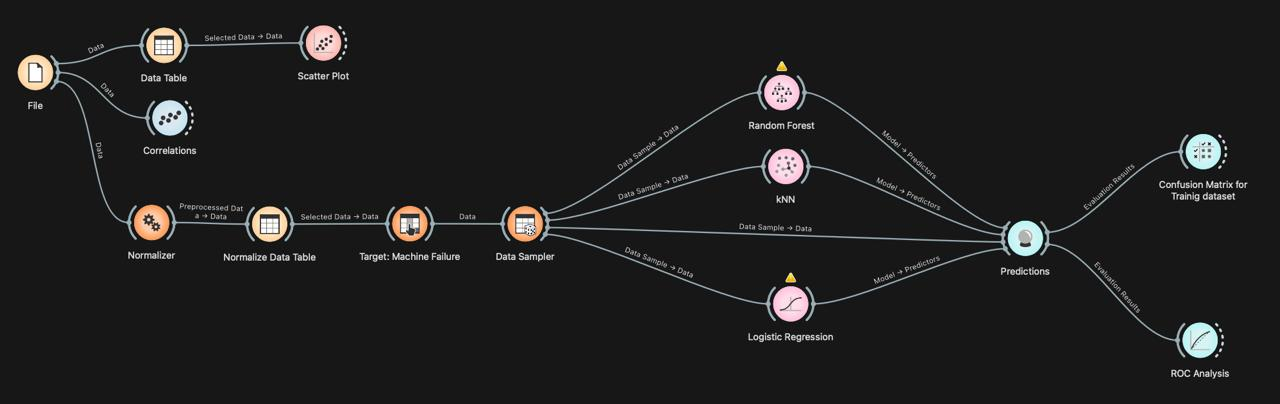 Data
Data Table
Selected Data → Data
Scatter Plot
File
Data
Correlations
Data
Normalizer
Preprocessed Dat
a → Data
Normalize Data Table
Selected Data → Data
Target: Machine Failure
Data
Data Sampler
Data Sample → Data
Random Forest
Model → Predictors
Data Sample → Data
kNN
Model → Predictors
Data Sample → Data
Data Sample → Data
Logistic Regression
Model → Predictors
Predictions
Evaluation Results
Confusion Matrix for
Trainig dataset
Evaluation Results
ROC Analysis